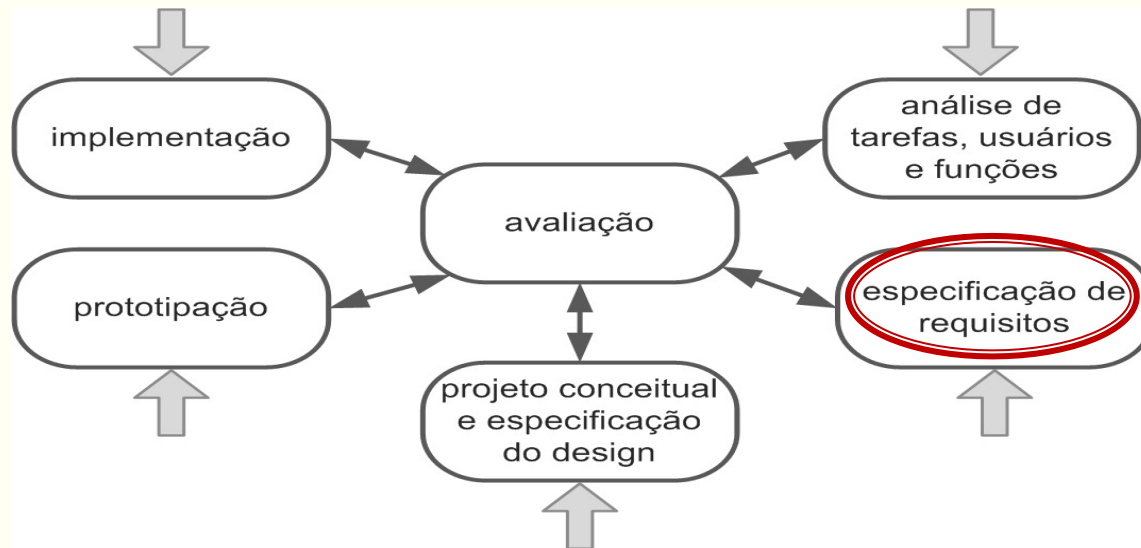 implementação
análise de
tarefas, usuários
e funções
avaliação
prototipação
especificação de
requisitos
projeto conceitual
e especificação
do design